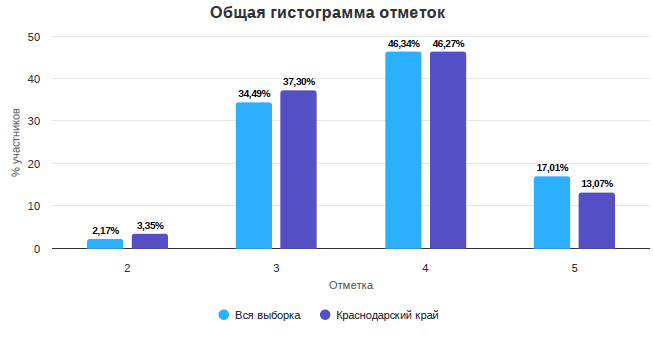 Общая гистограмма отметок
50
46,34% 46,27%
40
37,30%
34,49%
30
% участников
20
17,01%
13,07%
10
2,17% 3,35%
0
2 3 4 5
Отметка
Вся выборка Краснодарский край